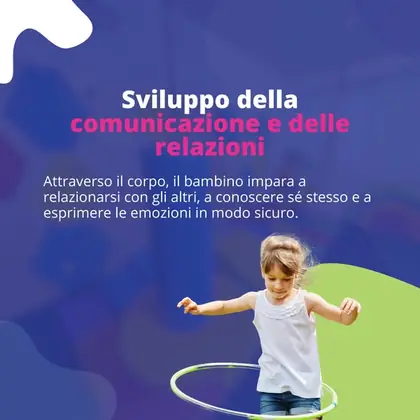 Sviluppo della
comunicazione e delle
relazioni
Attraverso il corpo, il bambino impara a
relazionarsi con gli altri, a conoscere sé stesso e a
esprimere le emozioni in modo sicuro.